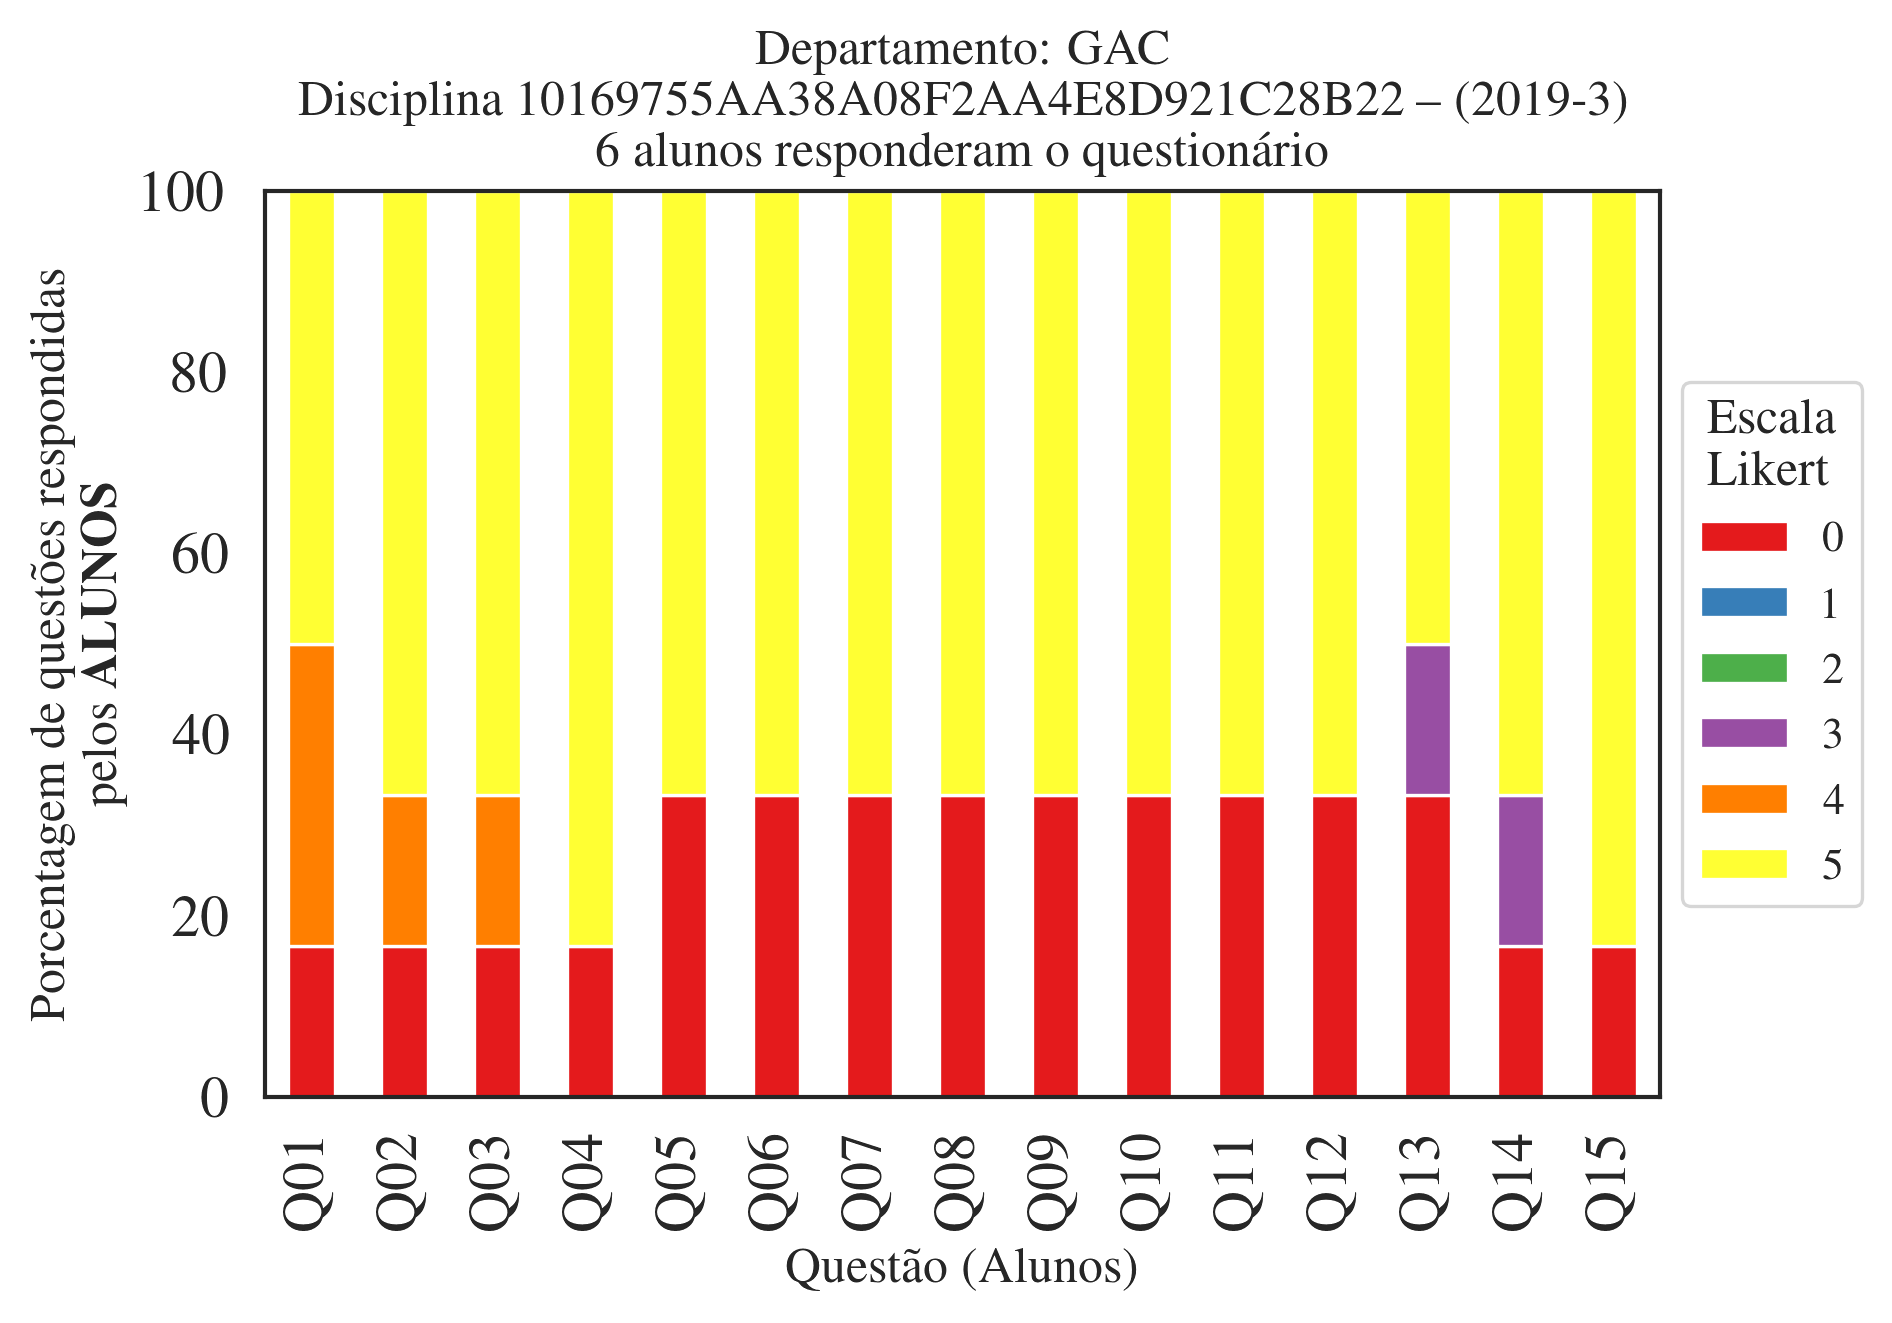 Departamento: GAC
Disciplina 10169755AA38A08F2AA4E8D921C28B22 – (2019-3)
6 alunos responderam o questionário
Porcentagem de questões respondidas
pelos ALUNOS
100
80
60
40
20
0
Q01
Q02
Q03
Q04
Q05
Q06
Q07
Q08
Q09
Q10
Q11
Q12
Q13
Q14
Q15
Questão (Alunos)
Escala
Likert
0
1
2
3
4
5